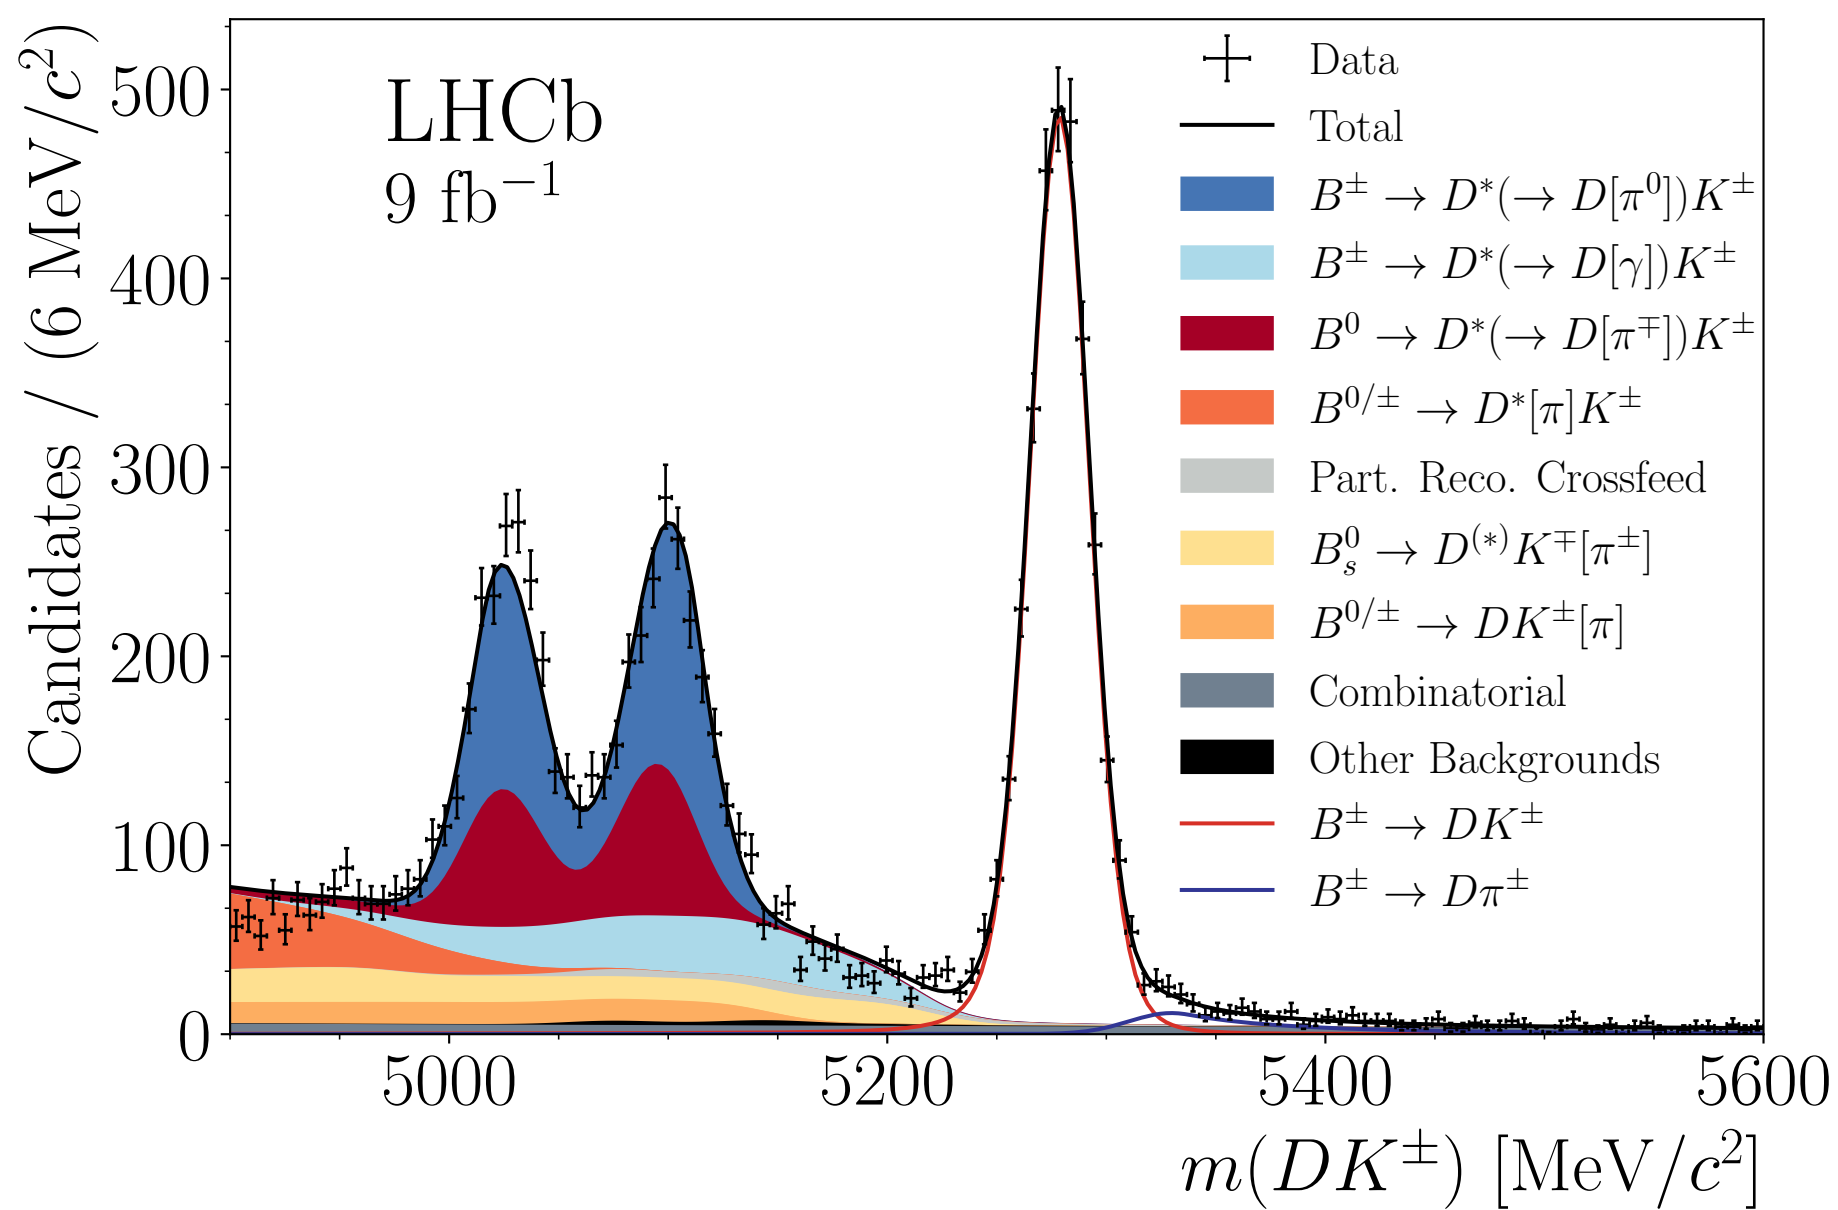 Candidates / (6 MeV/c²)
500
400
300
200
100
0
LHCb
9 fb⁻¹
Data
Total
B± → D*(→ D[π⁰])K±
B± → D*(→ D[γ])K±
B⁰ → D*(→ D[π∓])K±
B⁰/± → D*[π]K±
Part. Reco. Crossfeed
B⁰ₛ → D⁽*⁾K∓[π±]
B⁰/± → DK±[π]
Combinatorial
Other Backgrounds
B± → DK±
B± → Dπ±
5000 5200 5400 5600
m(DK±) [MeV/c²]